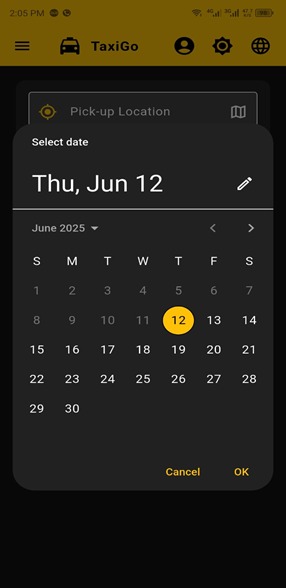 2:05 PM
TaxiGo
Pick-up Location
Select date
Thu, Jun 12
June 2025
S M T W T F S
1 2 3 4 5 6 7
8 9 10 11 12 13 14
15 16 17 18 19 20 21
22 23 24 25 26 27 28
29 30
Cancel OK